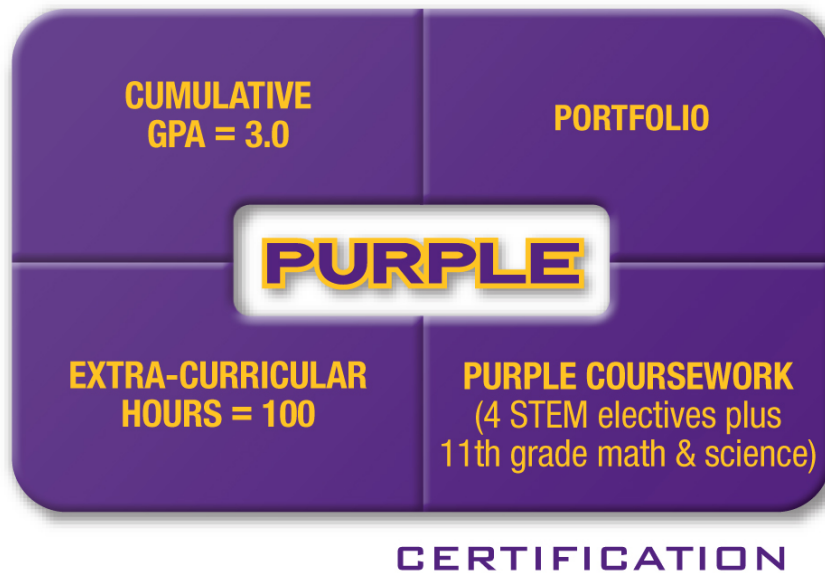 CUMULATIVE
GPA = 3.0
PORTFOLIO
PURPLE
EXTRA-CURRICULAR
HOURS = 100
PURPLE COURSEWORK
(4 STEM electives plus
11th grade math & science)
CERTIFICATION